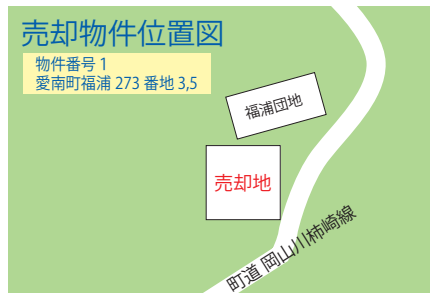 売却物件位置図
物件番号 1
愛南町福浦 273 番地 3,5
福浦団地
売却地
町道 岡山川柿崎線